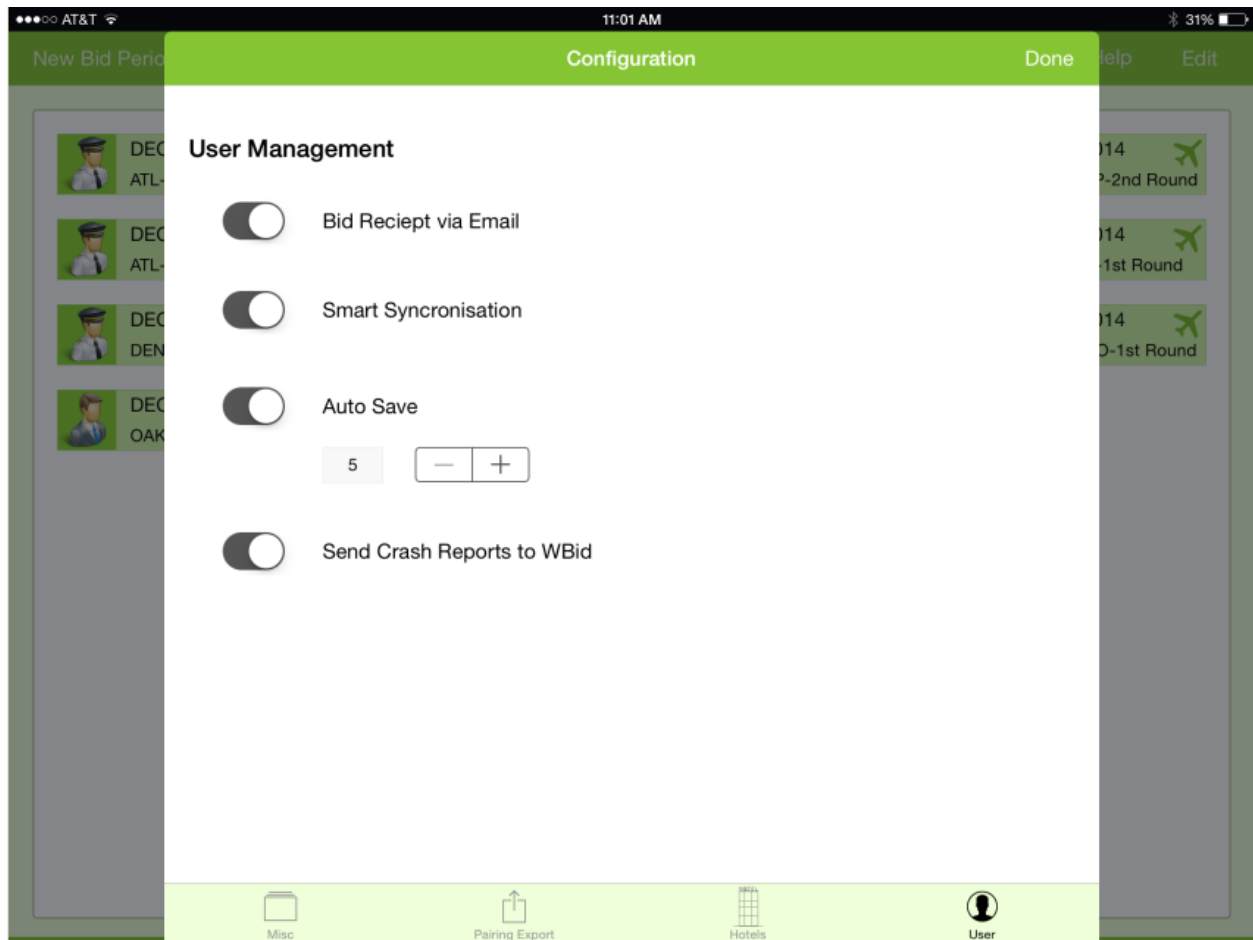 AT&T 11:01 AM 31%
New Bid Perio Configuration Done Help Edit
User Management
DEC
ATL-
014
P-2nd Round
Bid Reciept via Email
DEC
ATL-
014
-1st Round
Smart Syncronisation
DEC
DEN
014
O-1st Round
Auto Save
DEC
OAK
5 — +
Send Crash Reports to WBid
Misc Pairing Export Hotels User